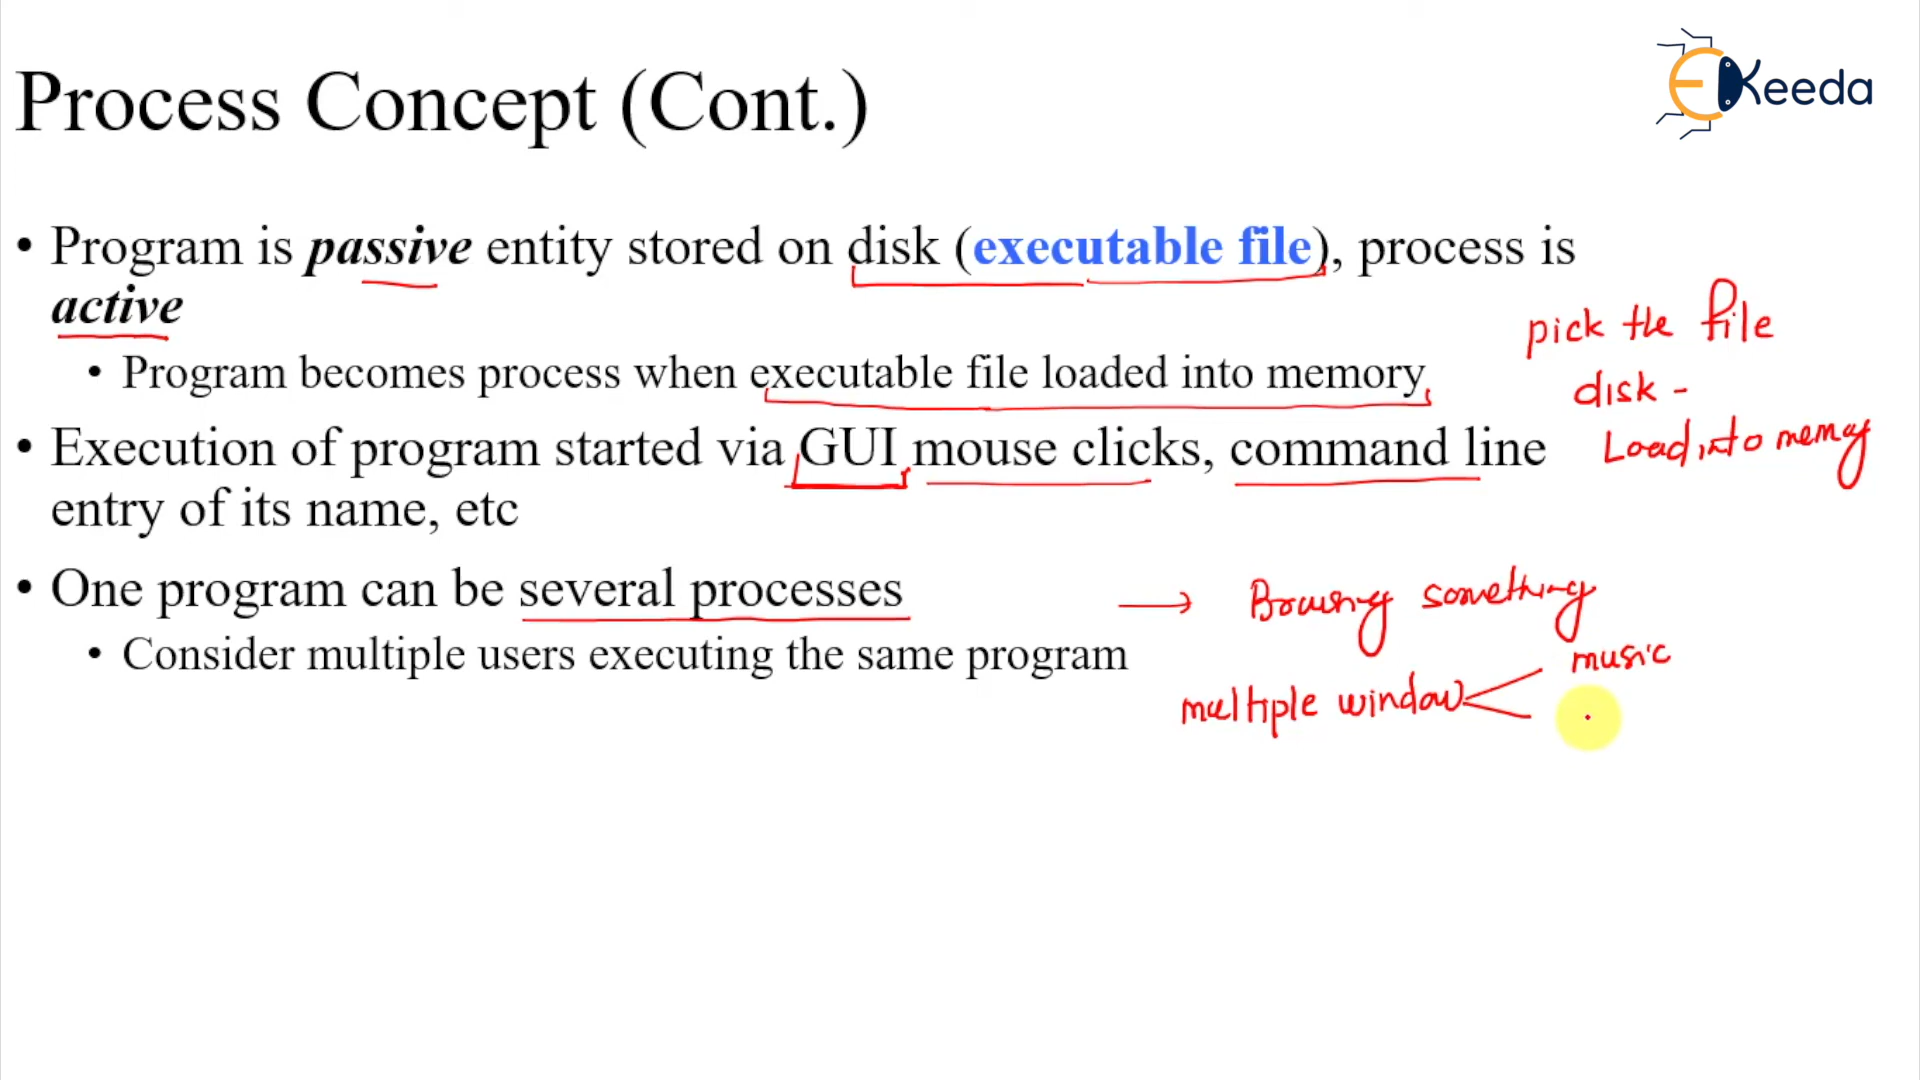 EKeeda
Process Concept (Cont.)
• Program is passive entity stored on disk (executable file), process is
active
• Program becomes process when executable file loaded into memory
• Execution of program started via GUI mouse clicks, command line
entry of its name, etc
• One program can be several processes
• Consider multiple users executing the same program
pick the file
disk -
Load into memory
→ Browsing something
multiple window
music